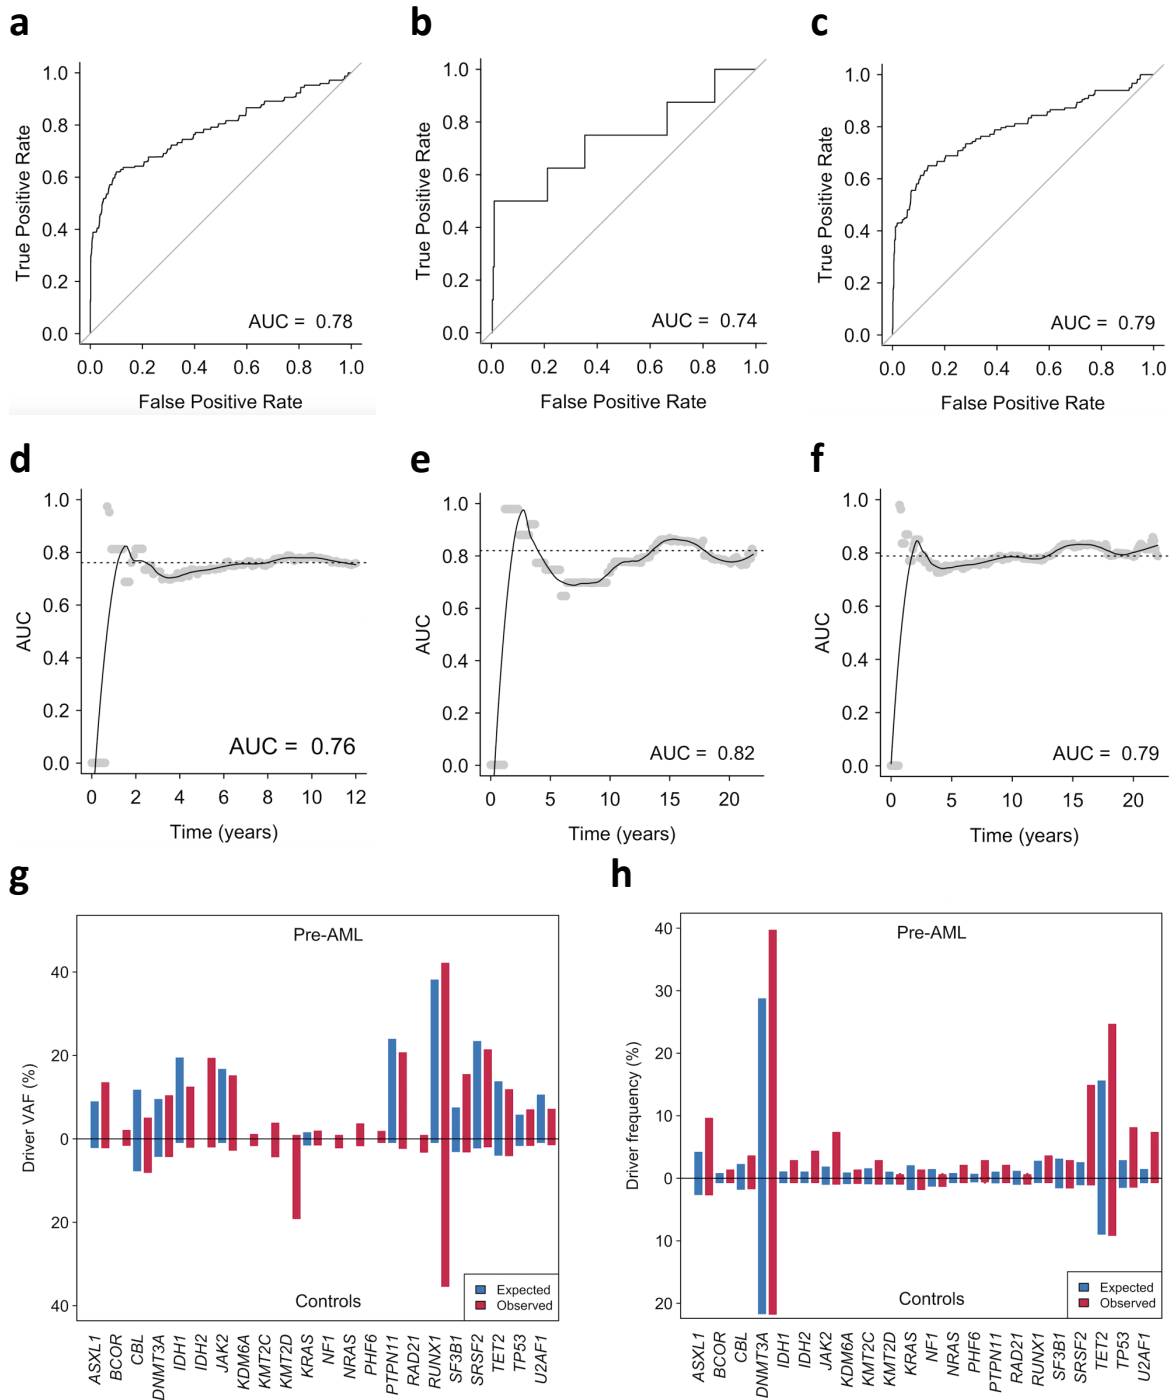 a
1.0
0.8
0.6
0.4
0.2
0.0
True Positive Rate
AUC = 0.78
0.0 0.2 0.4 0.6 0.8 1.0
False Positive Rate
b
1.0
0.8
0.6
0.4
0.2
0.0
True Positive Rate
AUC = 0.74
0.0 0.2 0.4 0.6 0.8 1.0
False Positive Rate
c
1.0
0.8
0.6
0.4
0.2
0.0
True Positive Rate
AUC = 0.79
0.0 0.2 0.4 0.6 0.8 1.0
False Positive Rate
d
1.0
0.8
0.6
0.4
0.2
0.0
AUC
AUC = 0.76
0 2 4 6 8 10 12
Time (years)
e
1.0
0.8
0.6
0.4
0.2
0.0
AUC
AUC = 0.82
0 5 10 15 20
Time (years)
f
1.0
0.8
0.6
0.4
0.2
0.0
AUC
AUC = 0.79
0 5 10 15 20
Time (years)
g
Pre-AML
40
20
0
20
40
Driver VAF (%)
Controls
Expected
Observed
ASXL1
BCOR
CBL
DNMT3A
IDH1
IDH2
JAK2
KDM6A
KMT2C
KMT2D
KRAS
NF1
NRAS
PHF6
PTPN11
RAD21
RUNX1
SF3B1
SRSF2
TET2
TP53
U2AF1
h
Pre-AML
40
30
20
10
0
10
20
Driver frequency (%)
Controls
Expected
Observed
ASXL1
BCOR
CBL
DNMT3A
IDH1
IDH2
JAK2
KDM6A
KMT2C
KMT2D
KRAS
NF1
NRAS
PHF6
PTPN11
RAD21
RUNX1
SF3B1
SRSF2
TET2
TP53
U2AF1